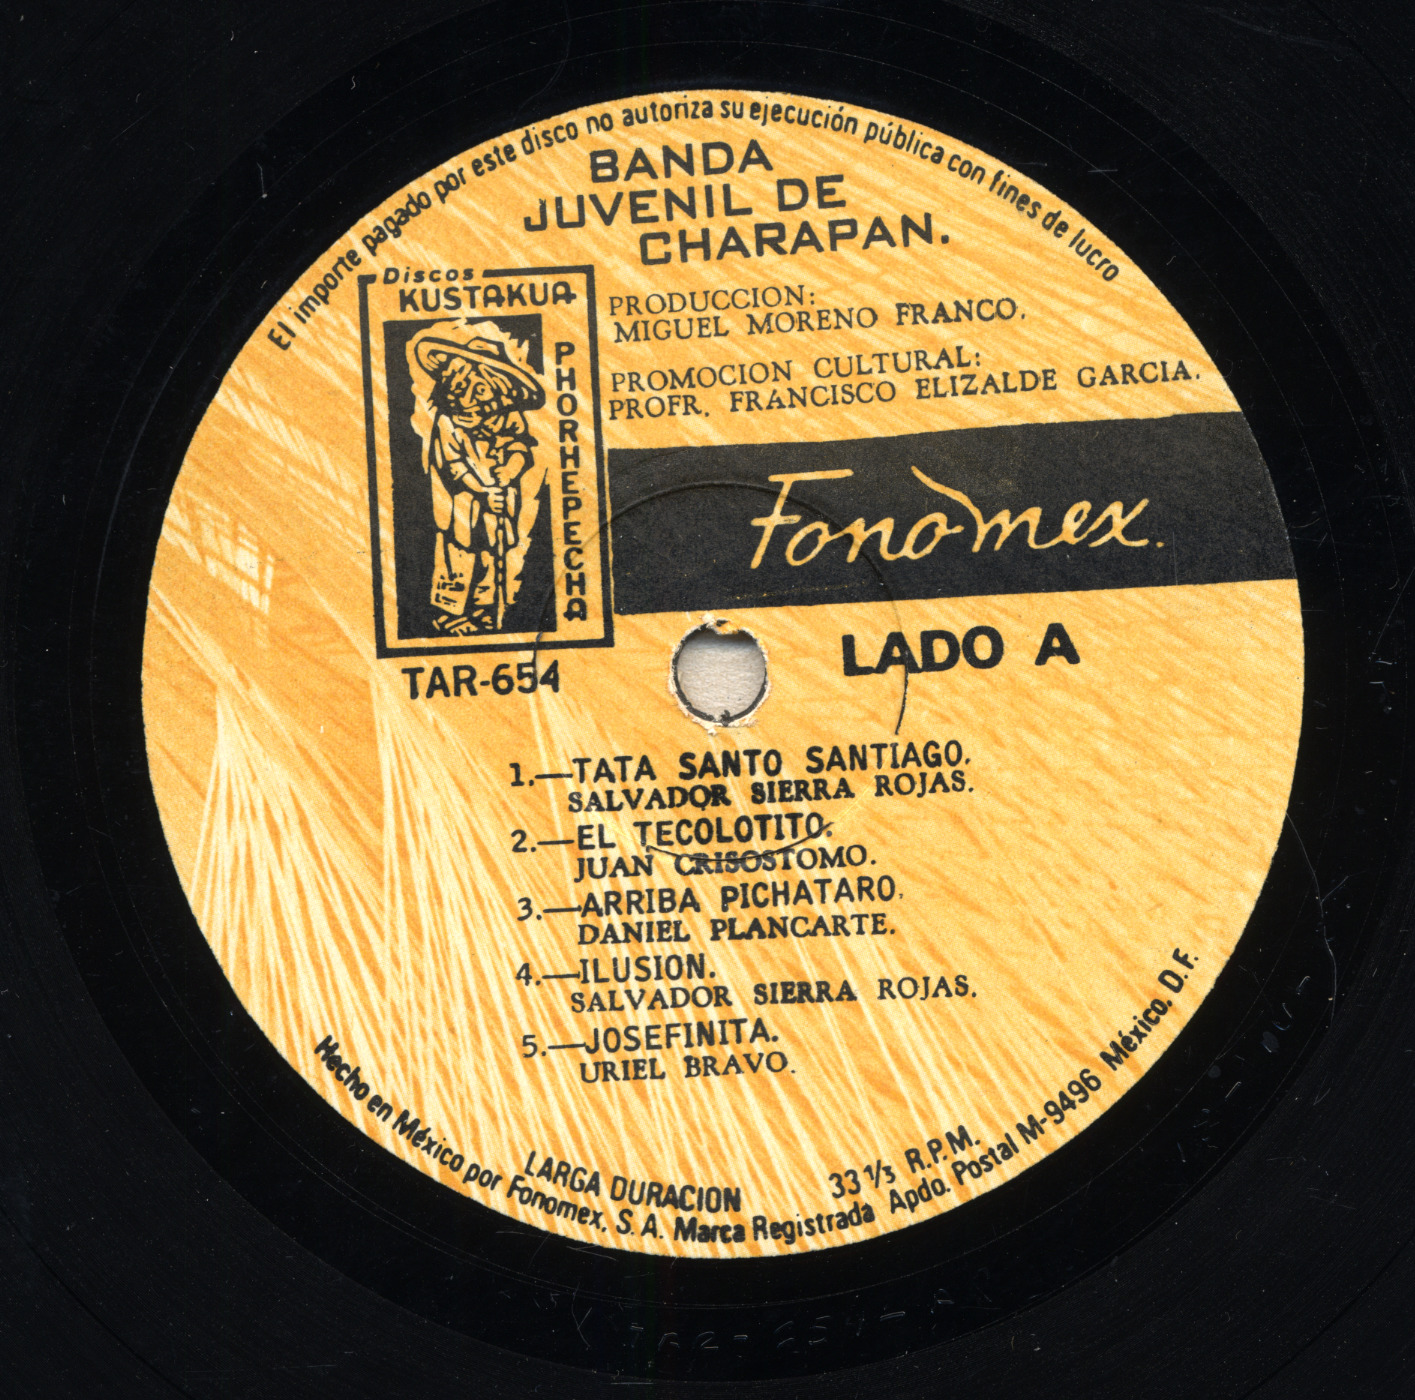 El importe pagado por este disco no autoriza su ejecución pública con fines de lucro
BANDA
JUVENIL DE
CHARAPAN.
Discos
KUSTAKUA
PHORHEPECHA
TAR-654
PRODUCCION:
MIGUEL MORENO FRANCO.
PROMOCION CULTURAL:
PROFR. FRANCISCO ELIZALDE GARCIA.
Fonomex.
LADO A
1.—TATA SANTO SANTIAGO.
SALVADOR SIERRA ROJAS.
2.—EL TECOLOTITO.
JUAN CRISOSTOMO.
3.—ARRIBA PICHATARO.
DANIEL PLANCARTE.
4.—ILUSION.
SALVADOR SIERRA ROJAS.
5.—JOSEFINITA.
URIEL BRAVO.
LARGA DURACION
33 1/3 R.P.M.
Hecho en México por Fonomex, S. A. Marca Registrada Apdo. Postal M-9496 México, D. F.